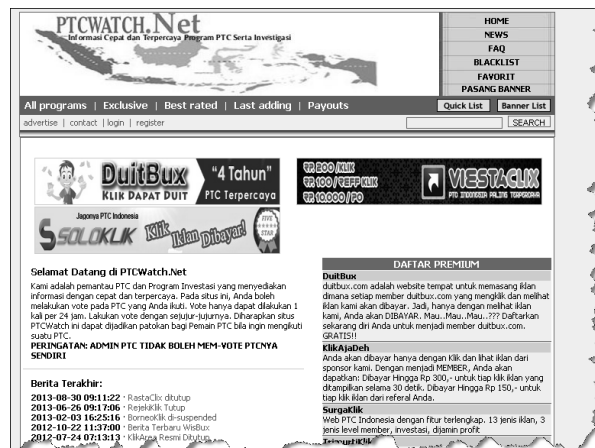 PTCWATCH.Net
Informasi Cepat dan Terpercaya Program PTC Serta Investigasi
HOME
NEWS
FAQ
BLACKLIST
FAVORIT
PASANG BANNER
All programs | Exclusive | Best rated | Last adding | Payouts
Quick List
Banner List
advertise | contact | login | register
SEARCH
DuitBux
KLIK DAPAT DUIT
"4 Tahun"
PTC Terpercaya
RP 200 /KLIK
RP 100 /REFF KLIK
RP 10.000 / PO
VIESTACLIX
PTC INDONESIA PALING TERPERCAYA
Jagonya PTC Indonesia
SOLOKLIK
Klik Iklan Dibayar!
FIVE STAR
Selamat Datang di PTCWatch.Net
Kami adalah pemantau PTC dan Program Investasi yang menyediakan
informasi dengan cepat dan terpercaya. Pada situs ini, Anda boleh
melakukan vote pada PTC yang Anda ikuti. Vote hanya dapat dilakukan 1
kali per 24 jam. Lakukan vote dengan sejujur-jujurnya. Diharapkan situs
PTCWatch ini dapat dijadikan patokan bagi Pemain PTC bila ingin mengikuti
suatu PTC.
PERINGATAN: ADMIN PTC TIDAK BOLEH MEM-VOTE PTCNYA
SENDIRI
Berita Terakhir:
2013-08-30 09:11:22 · RastaClix ditutup
2013-06-26 09:17:06 · RejekiKlik Tutup
2013-02-03 16:25:16 · BorneoKlik di-suspended
2012-10-22 11:37:00 · Berita Terbaru WisBux
2012-07-24 07:13:13 · KlikArea Resmi Ditutup
DAFTAR PREMIUM
DuitBux
duitbux.com adalah website tempat untuk memasang iklan
dimana setiap member duitbux.com yang mengklik dan melihat
iklan kami akan dibayar. Jadi, hanya dengan melihat iklan
kami, Anda akan DIBAYAR. Mau..Mau..Mau..??? Daftarkan
sekarang diri Anda untuk menjadi member duitbux.com.
GRATIS!!
KlikAjaDeh
Anda akan dibayar hanya dengan Klik dan lihat iklan dari
sponsor kami. Dengan menjadi MEMBER, Anda akan
dapatkan: Dibayar Hingga Rp 300,- untuk tiap klik iklan yang
ditampilkan selama 30 detik. Dibayar Hingga Rp 150,- untuk
tiap klik iklan dari referal Anda.
SurgaKlik
Web PTC Indonesia dengan fitur terlengkap. 13 jenis iklan, 3
jenis level member, investasi, dijamin profit
TrimurtiKlik